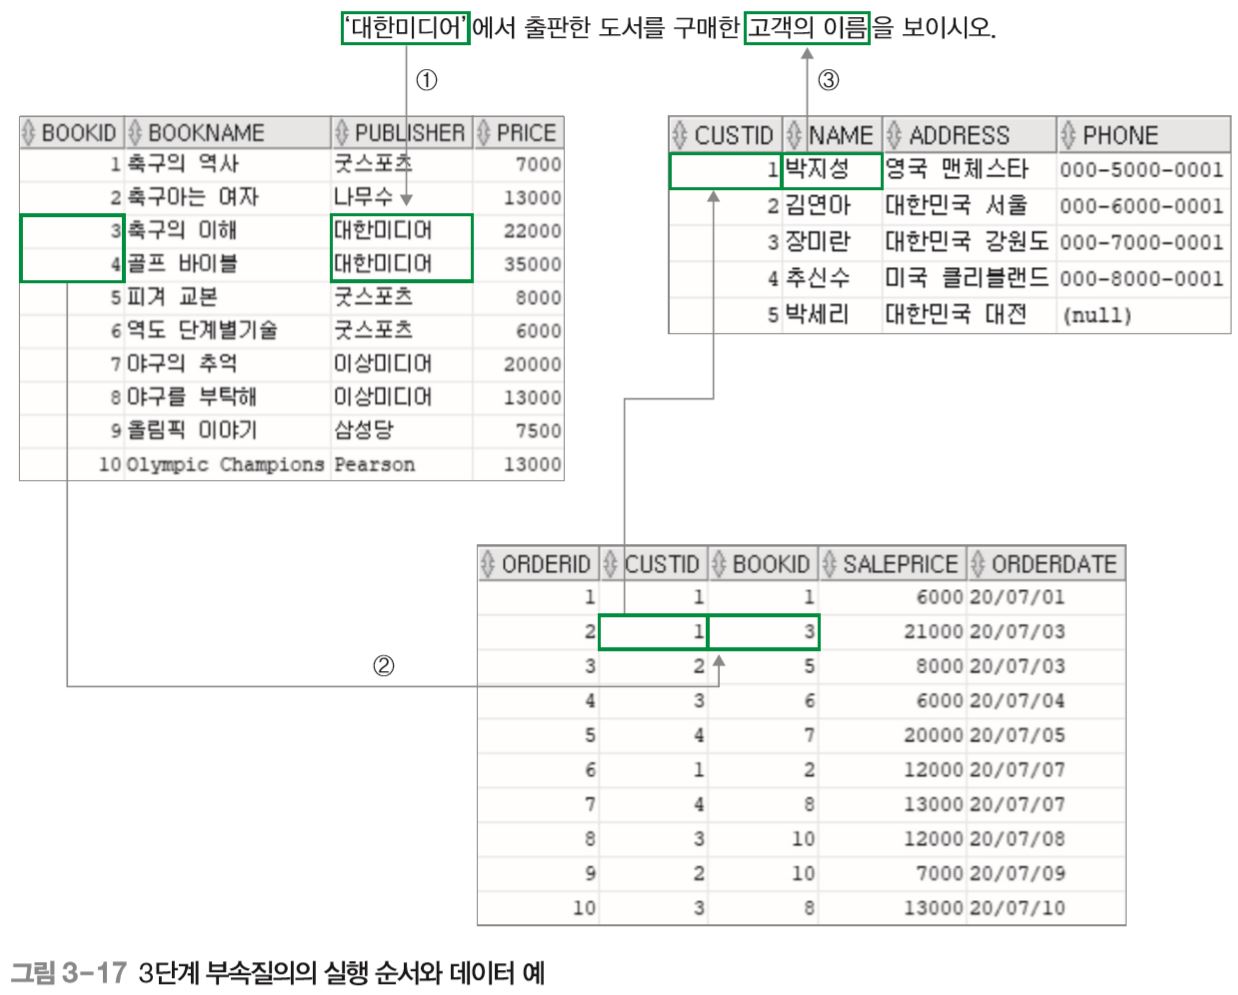 '대한미디어'에서 출판한 도서를 구매한 고객의 이름을 보이시오.
① ③
BOOKID BOOKNAME PUBLISHER PRICE
1 축구의 역사 굿스포츠 7000
2 축구아는 여자 나무수 13000
3 축구의 이해 대한미디어 22000
4 골프 바이블 대한미디어 35000
5 피겨 교본 굿스포츠 8000
6 역도 단계별기술 굿스포츠 6000
7 야구의 추억 이상미디어 20000
8 야구를 부탁해 이상미디어 13000
9 올림픽 이야기 삼성당 7500
10 Olympic Champions Pearson 13000
CUSTID NAME ADDRESS PHONE
1 박지성 영국 맨체스타 000-5000-0001
2 김연아 대한민국 서울 000-6000-0001
3 장미란 대한민국 강원도 000-7000-0001
4 추신수 미국 클리블랜드 000-8000-0001
5 박세리 대한민국 대전 (null)
②
ORDERID CUSTID BOOKID SALEPRICE ORDERDATE
1 1 1 6000 20/07/01
2 1 3 21000 20/07/03
3 2 5 8000 20/07/03
4 3 6 6000 20/07/04
5 4 7 20000 20/07/05
6 1 2 12000 20/07/07
7 4 8 13000 20/07/07
8 3 10 12000 20/07/08
9 2 10 7000 20/07/09
10 3 8 13000 20/07/10
그림 3-17 3단계 부속질의의 실행 순서와 데이터 예